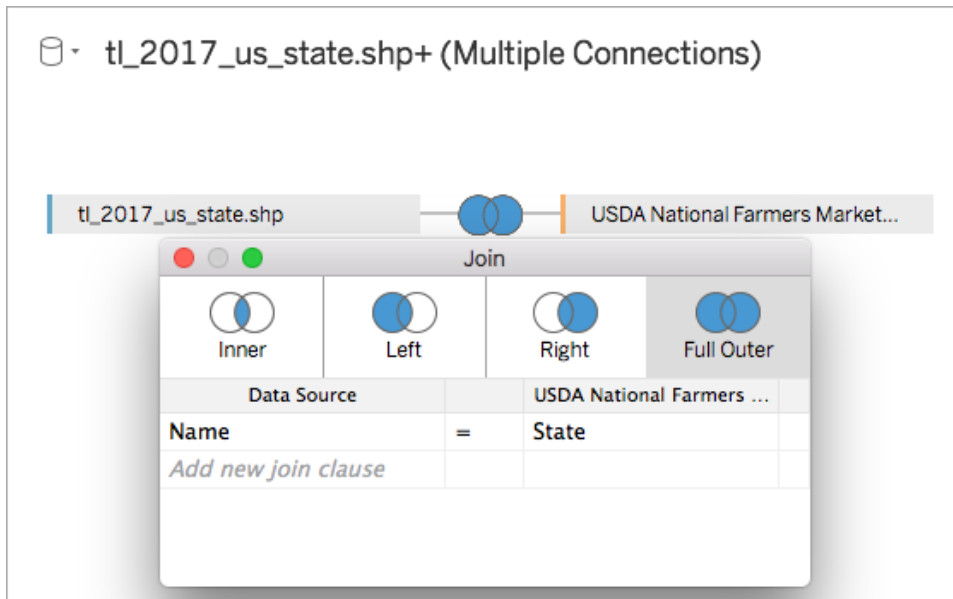 tl_2017_us_state.shp+ (Multiple Connections)
tl_2017_us_state.shp USDA National Farmers Market...
Join
Inner Left Right Full Outer
Data Source USDA National Farmers ...
Name = State
Add new join clause